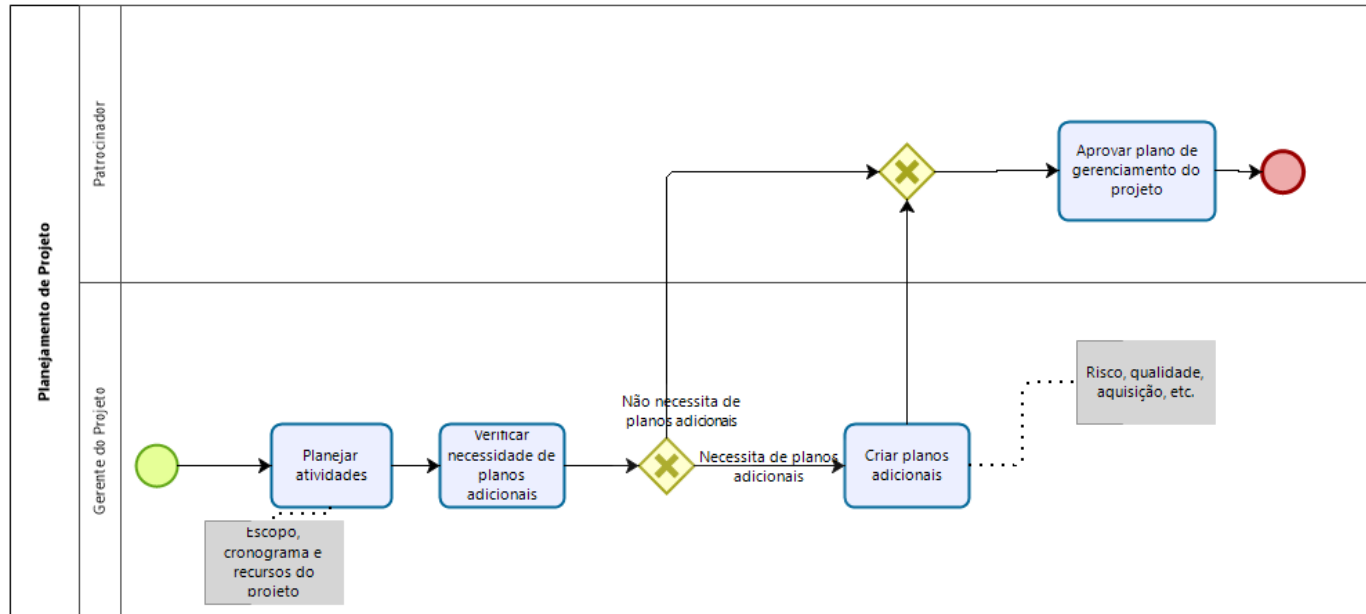 Planejamento de Projeto
Patrocinador
Aprovar plano de
gerenciamento do
projeto
Gerente do Projeto
Planejar
atividades
Escopo,
cronograma e
recursos do
projeto
Verificar
necessidade de
planos
adicionais
Não necessita de
planos adicionais
Necessita de planos
adicionais
Criar planos
adicionais
Risco, qualidade,
aquisição, etc.